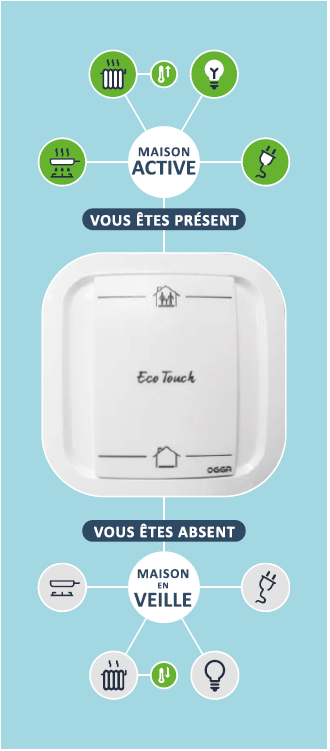 MAISON
ACTIVE
VOUS ÊTES PRÉSENT
Eco Touch
OGGA
VOUS ÊTES ABSENT
MAISON
EN
VEILLE